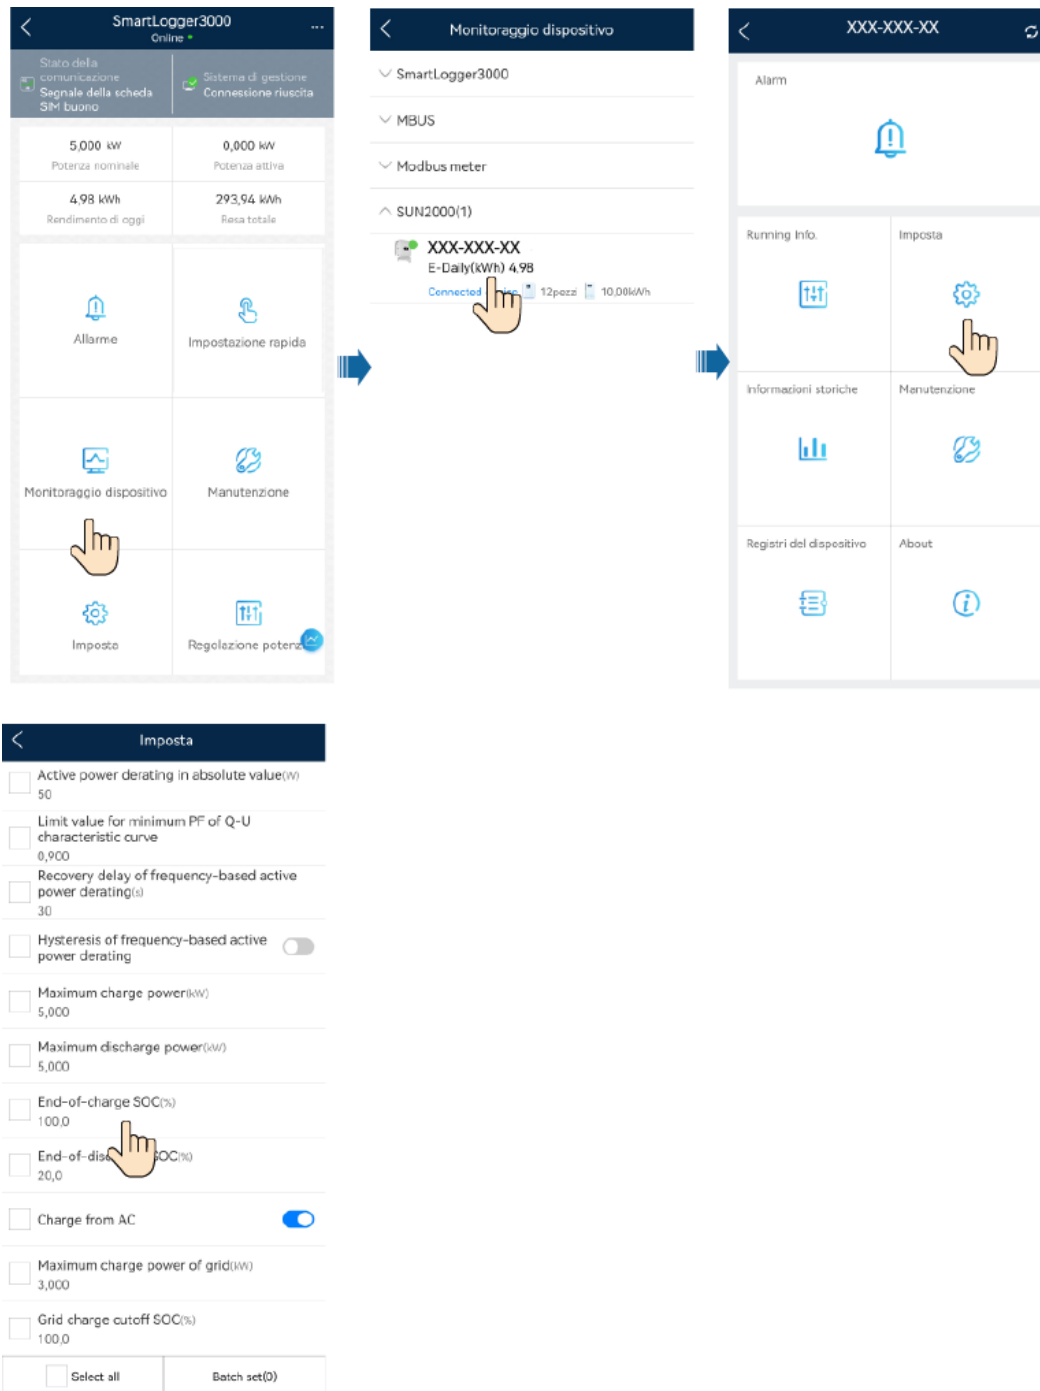 SmartLogger3000
Online
...
Stato della
comunicazione
Segnale della scheda
SIM buono
Sistema di gestione
Connessione riuscita
5,000 kW
Potenza nominale
0,000 kW
Potenza attiva
4,98 kWh
Rendimento di oggi
293,94 kWh
Resa totale
Allarme
Impostazione rapida
Monitoraggio dispositivo
Manutenzione
Imposta
Regolazione potenz
Monitoraggio dispositivo
SmartLogger3000
MBUS
Modbus meter
SUN2000(1)
XXX-XXX-XX
E-Daily(kWh) 4,98
Connected
12pezzi
10,00kWh
XXX-XXX-XX
Alarm
Running Info.
Imposta
Informazioni storiche
Manutenzione
Registri del dispositivo
About
Imposta
Active power derating in absolute value(W)
50
Limit value for minimum PF of Q-U
characteristic curve
0,900
Recovery delay of frequency-based active
power derating(s)
30
Hysteresis of frequency-based active
power derating
Maximum charge power(kW)
5,000
Maximum discharge power(kW)
5,000
End-of-charge SOC(%)
100,0
End-of-dis SOC(%)
20,0
Charge from AC
Maximum charge power of grid(kW)
3,000
Grid charge cutoff SOC(%)
100,0
Select all
Batch set(0)